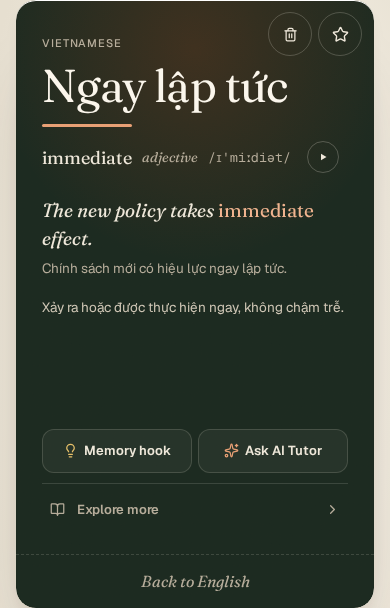 VIETNAMESE
Ngay lập tức
immediate adjective /ɪˈmiːdiət/
The new policy takes immediate
effect.
Chính sách mới có hiệu lực ngay lập tức.
Xảy ra hoặc được thực hiện ngay, không chậm trễ.
Memory hook Ask AI Tutor
Explore more
Back to English